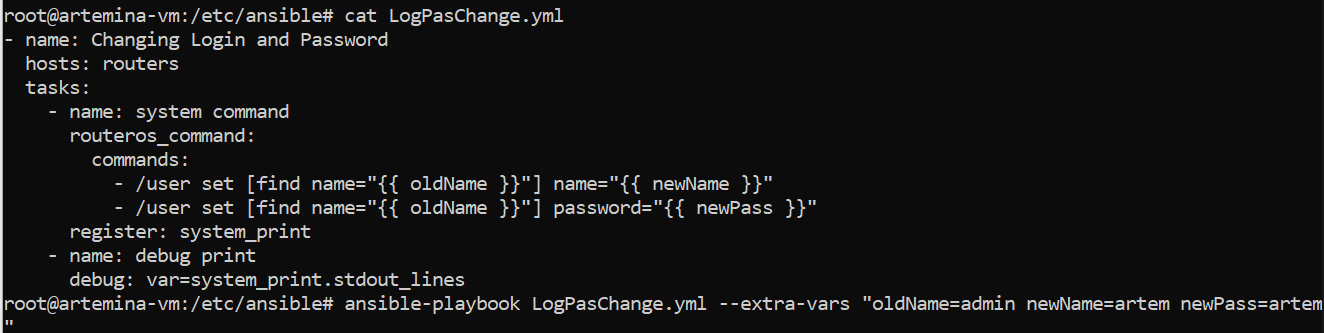 root@artemina-vm:/etc/ansible# cat LogPasChange.yml
- name: Changing Login and Password
  hosts: routers
  tasks:
    - name: system command
      routeros_command:
        commands:
          - /user set [find name="{{ oldName }}"] name="{{ newName }}"
          - /user set [find name="{{ oldName }}"] password="{{ newPass }}"
      register: system_print
    - name: debug print
      debug: var=system_print.stdout_lines
root@artemina-vm:/etc/ansible# ansible-playbook LogPasChange.yml --extra-vars "oldName=admin newName=artem newPass=artem
"